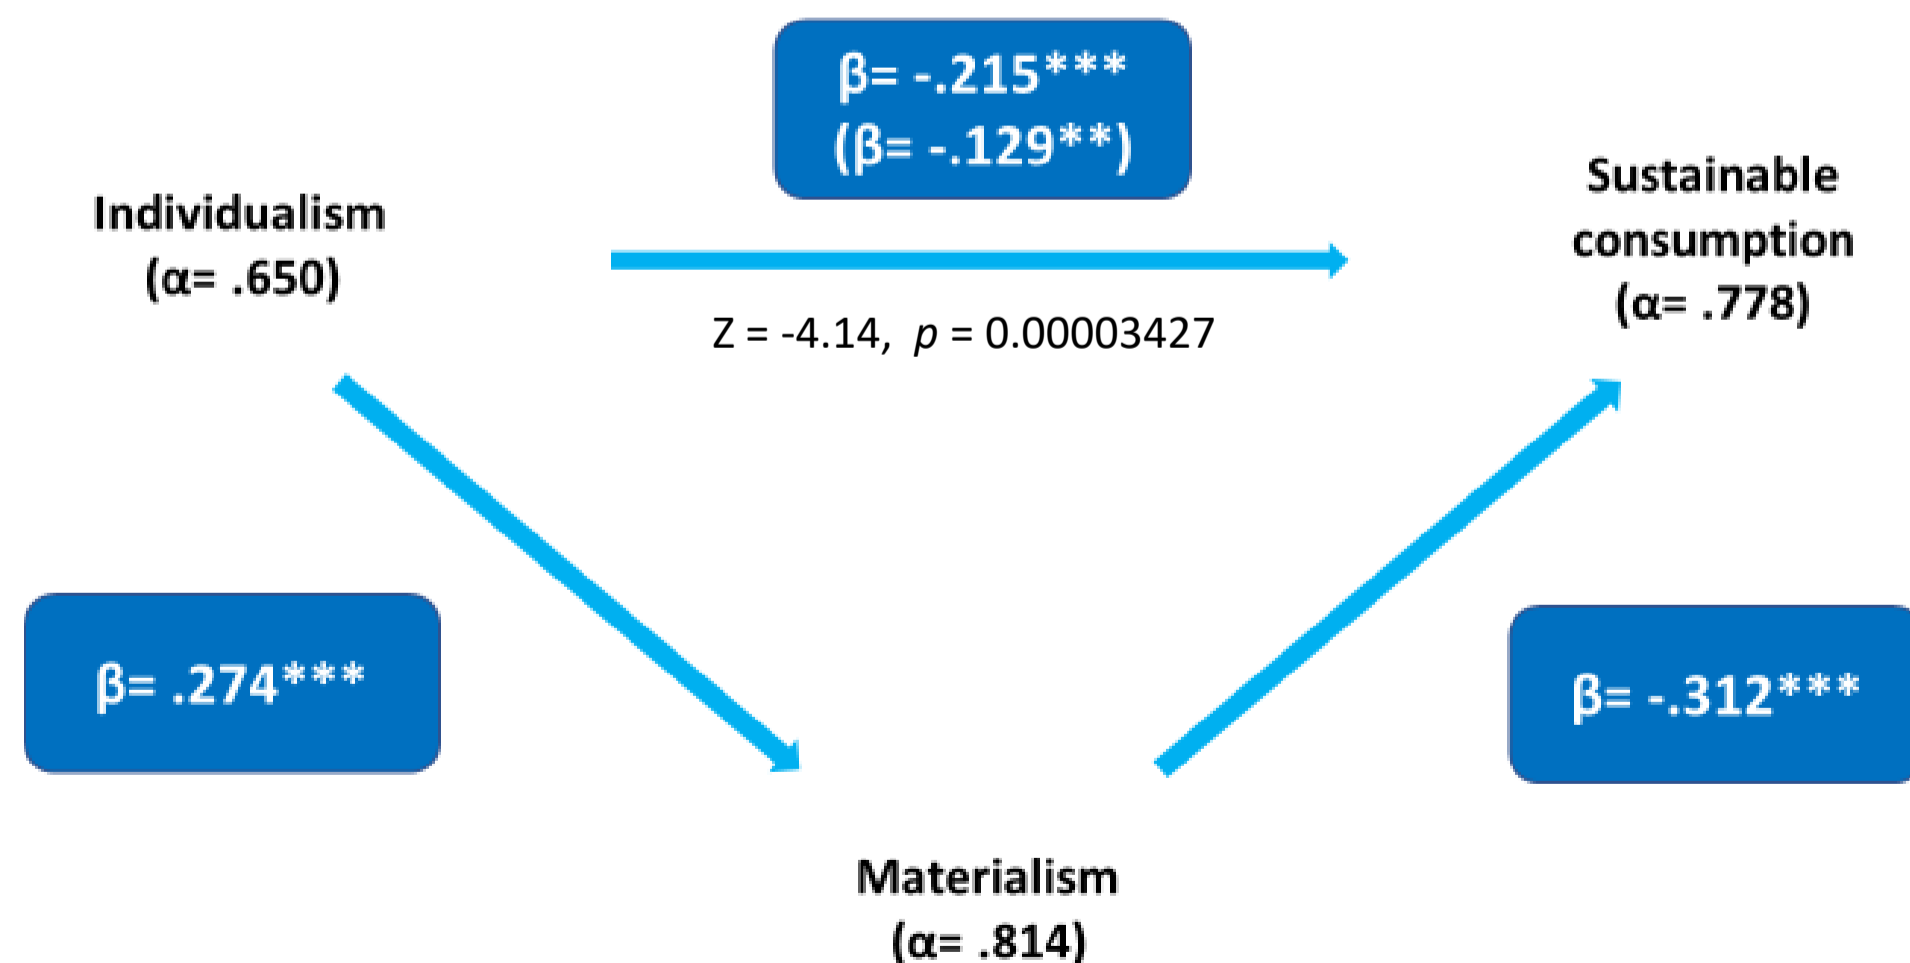 β= -.215***
(β= -.129**)
Individualism
(α= .650)
Sustainable
consumption
(α= .778)
Z = -4.14, p = 0.00003427
β= .274***
β= -.312***
Materialism
(α= .814)